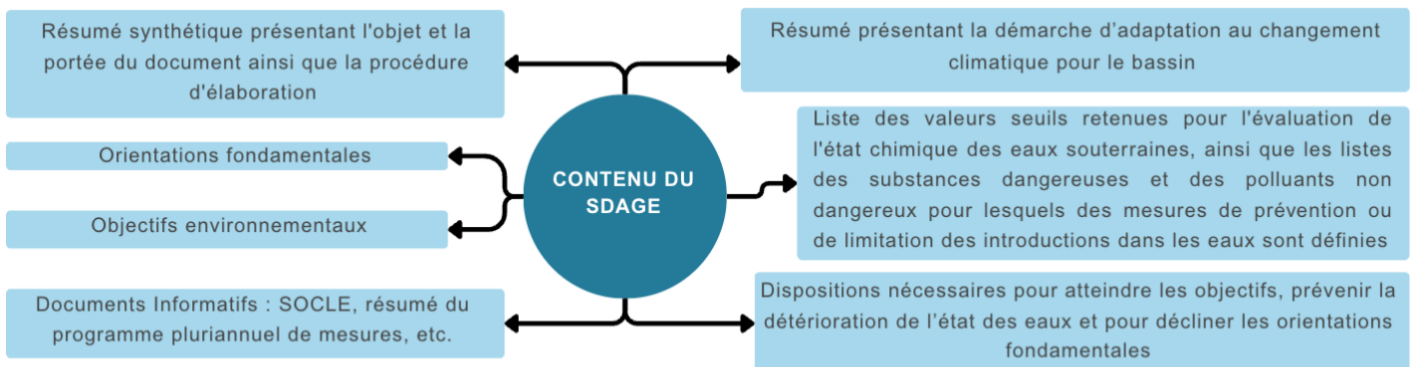 Résumé synthétique présentant l'objet et la
portée du document ainsi que la procédure
d'élaboration
Orientations fondamentales
Objectifs environnementaux
Documents Informatifs : SOCLE, résumé du
programme pluriannuel de mesures, etc.
CONTENU DU
SDAGE
Résumé présentant la démarche d'adaptation au changement
climatique pour le bassin
Liste des valeurs seuils retenues pour l'évaluation de
l'état chimique des eaux souterraines, ainsi que les listes
des substances dangereuses et des polluants non
dangereux pour lesquels des mesures de prévention ou
de limitation des introductions dans les eaux sont définies
Dispositions nécessaires pour atteindre les objectifs, prévenir la
détérioration de l'état des eaux et pour décliner les orientations
fondamentales